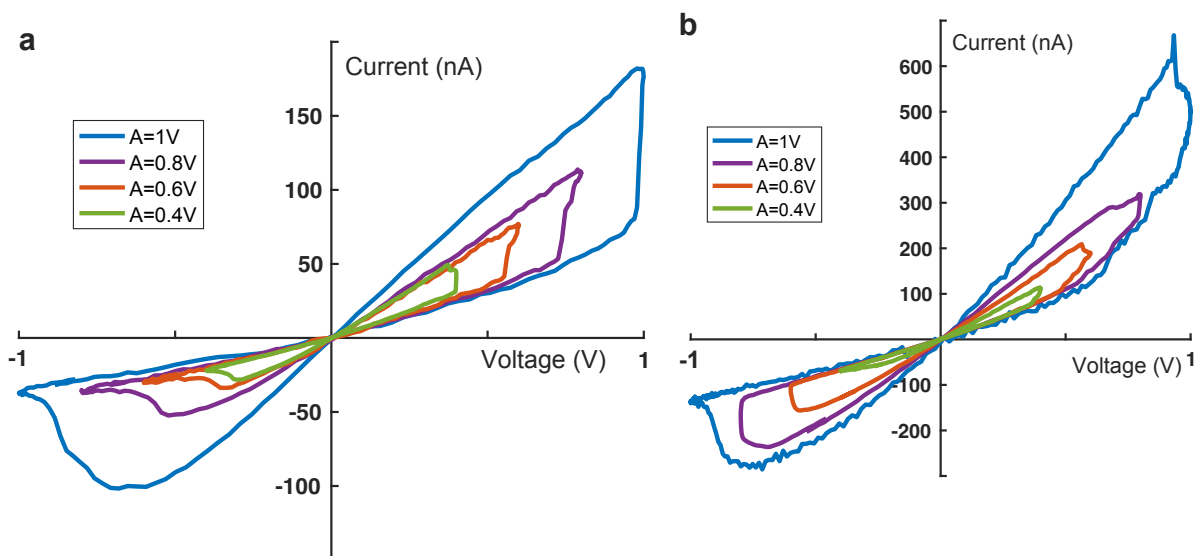 a
Current (nA)
150
100
50
-50
-100
-1
1
Voltage (V)
A=1V
A=0.8V
A=0.6V
A=0.4V
b
Current (nA)
600
500
400
300
200
100
-100
-200
-1
1
Voltage (V)
A=1V
A=0.8V
A=0.6V
A=0.4V